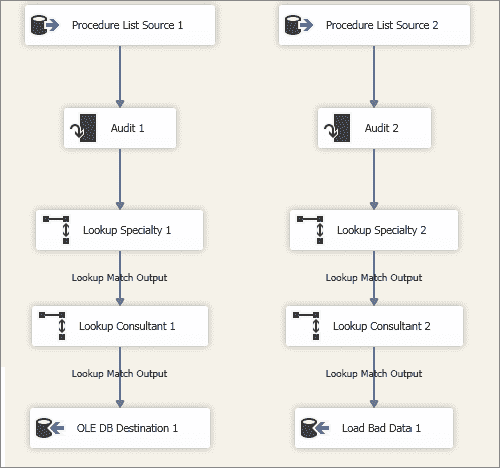 Procedure List Source 1
Procedure List Source 2
Audit 1
Audit 2
Lookup Specialty 1
Lookup Specialty 2
Lookup Match Output
Lookup Match Output
Lookup Consultant 1
Lookup Consultant 2
Lookup Match Output
Lookup Match Output
OLE DB Destination 1
Load Bad Data 1